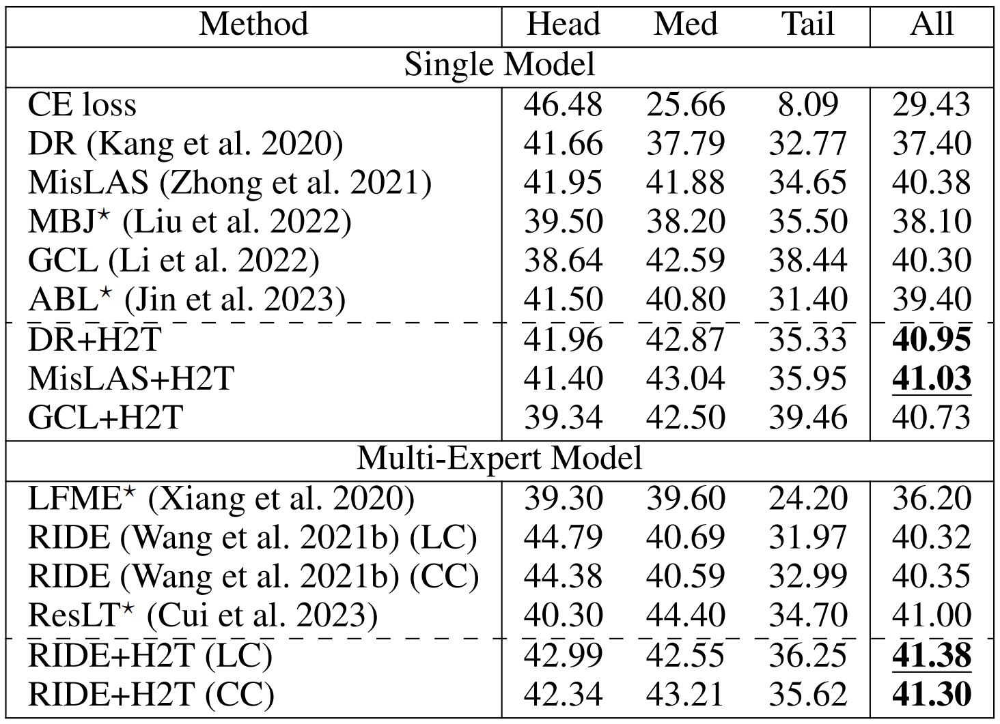 Method Head Med Tail All
Single Model
CE loss 46.48 25.66 8.09 29.43
DR (Kang et al. 2020) 41.66 37.79 32.77 37.40
MisLAS (Zhong et al. 2021) 41.95 41.88 34.65 40.38
MBJ⋆ (Liu et al. 2022) 39.50 38.20 35.50 38.10
GCL (Li et al. 2022) 38.64 42.59 38.44 40.30
ABL⋆ (Jin et al. 2023) 41.50 40.80 31.40 39.40
DR+H2T 41.96 42.87 35.33 40.95
MisLAS+H2T 41.40 43.04 35.95 41.03
GCL+H2T 39.34 42.50 39.46 40.73
Multi-Expert Model
LFME⋆ (Xiang et al. 2020) 39.30 39.60 24.20 36.20
RIDE (Wang et al. 2021b) (LC) 44.79 40.69 31.97 40.32
RIDE (Wang et al. 2021b) (CC) 44.38 40.59 32.99 40.35
ResLT⋆ (Cui et al. 2023) 40.30 44.40 34.70 41.00
RIDE+H2T (LC) 42.99 42.55 36.25 41.38
RIDE+H2T (CC) 42.34 43.21 35.62 41.30